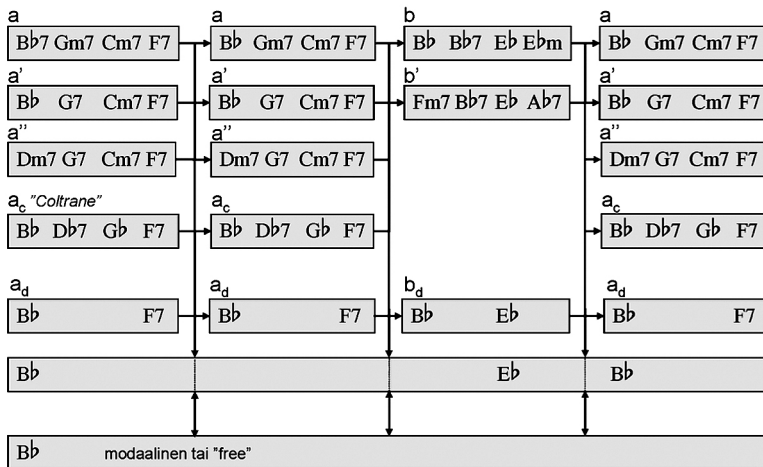 a a b a
B♭7 Gm7 Cm7 F7 B♭ Gm7 Cm7 F7 B♭ B♭7 E♭ E♭m B♭ Gm7 Cm7 F7
a’ a’ b’ a’
B♭ G7 Cm7 F7 B♭ G7 Cm7 F7 Fm7 B♭7 E♭ A♭7 B♭ G7 Cm7 F7
a’’ a’’ a’’
Dm7 G7 Cm7 F7 Dm7 G7 Cm7 F7 Dm7 G7 Cm7 F7
ac ”Coltrane” ac ac
B♭ D♭7 G♭ F7 B♭ D♭7 G♭ F7 B♭ D♭7 G♭ F7
ad ad bd ad
B♭ F7 B♭ F7 B♭ E♭ B♭ F7
B♭ E♭ B♭
B♭ modaalinen tai ”free”